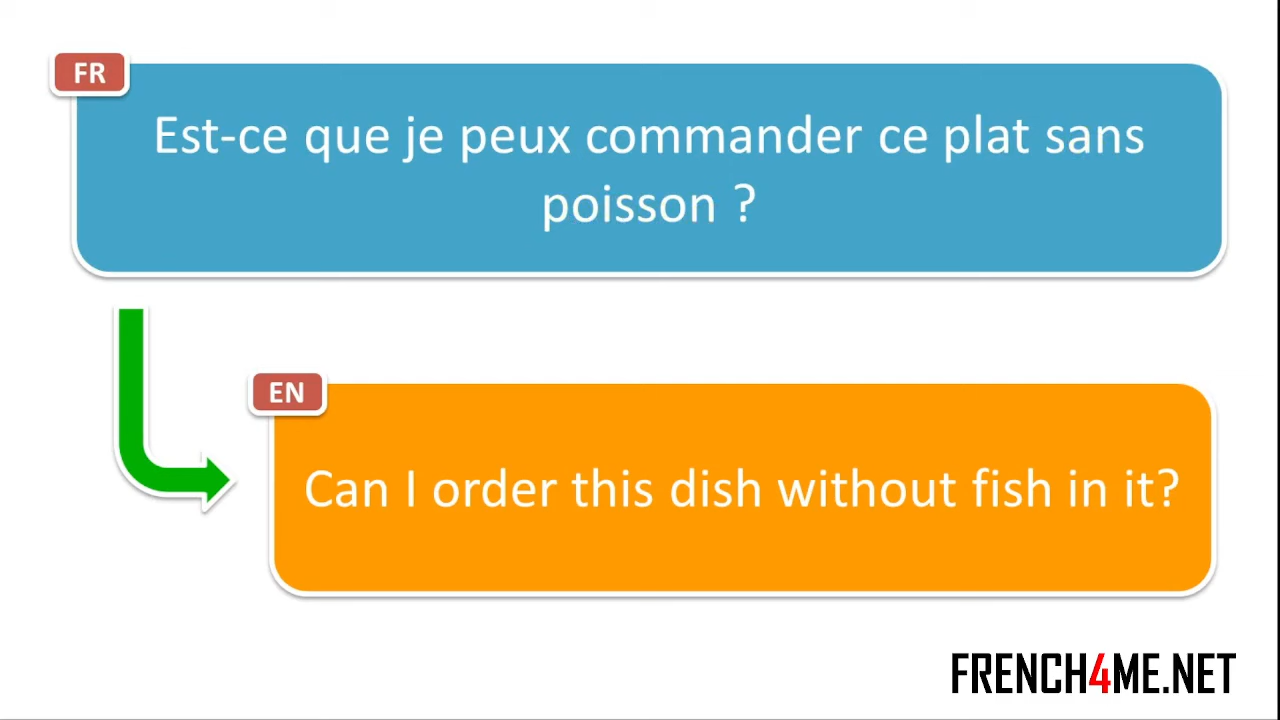 FR
Est-ce que je peux commander ce plat sans
poisson ?
EN
Can I order this dish without fish in it?
FRENCH4ME.NET